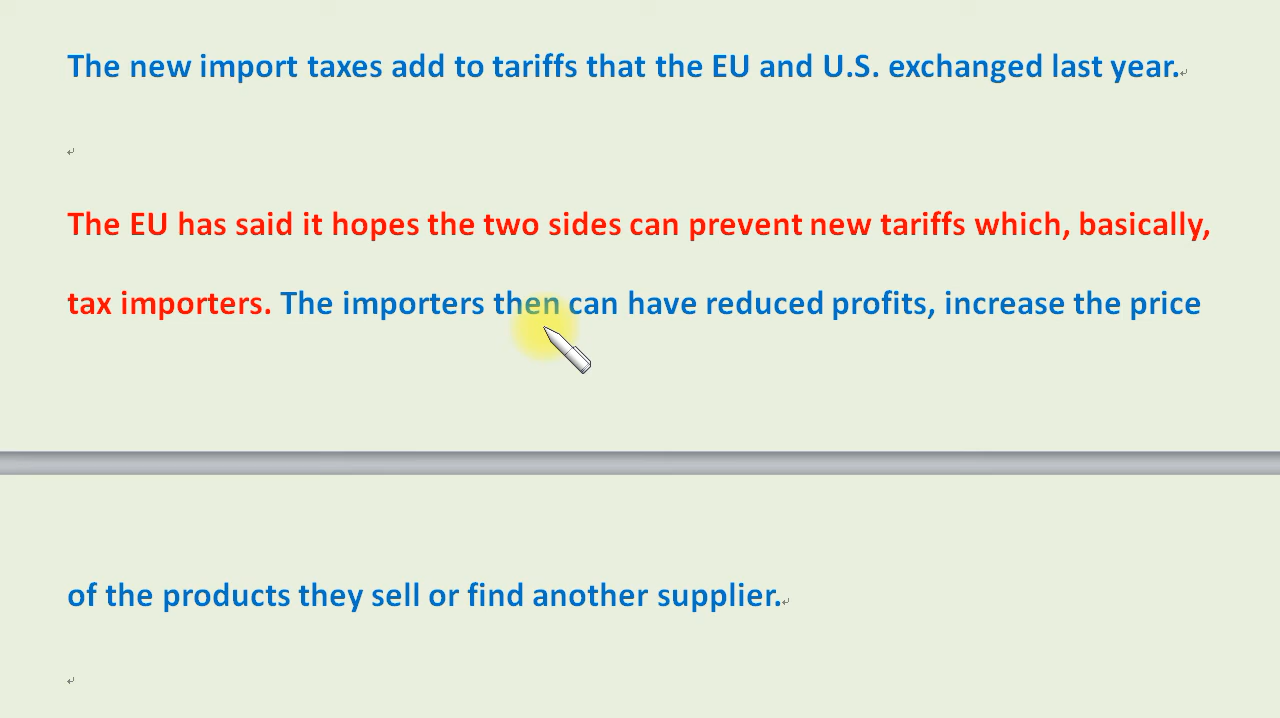 The new import taxes add to tariffs that the EU and U.S. exchanged last year.
The EU has said it hopes the two sides can prevent new tariffs which, basically,
tax importers. The importers then can have reduced profits, increase the price
of the products they sell or find another supplier.